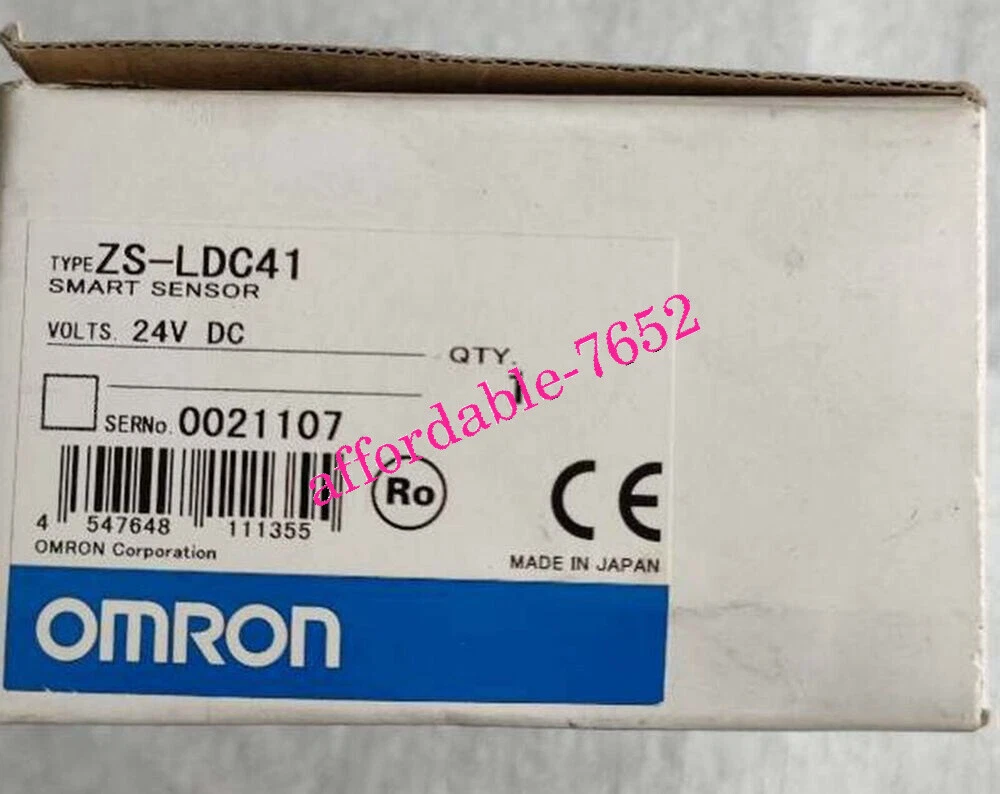 TYPE ZS-LDC41
SMART SENSOR
VOLTS. 24V DC
QTY.
1
SERNo. 0021107
affordable-7652
Ro
CE
4 547648 111355
OMRON Corporation
MADE IN JAPAN
OMRON